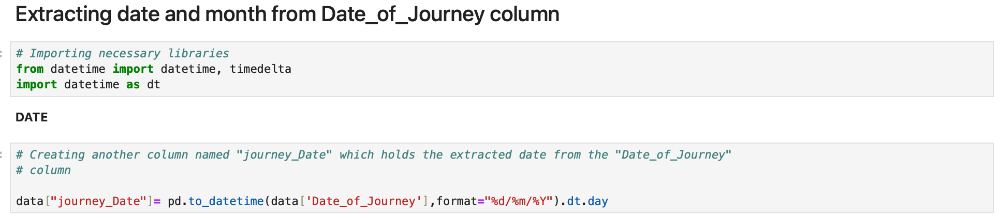 Extracting date and month from Date_of_Journey column
# Importing necessary libraries
from datetime import datetime, timedelta
import datetime as dt
DATE
# Creating another column named "journey_Date" which holds the extracted date from the "Date_of_Journey"
# column
data["journey_Date"]= pd.to_datetime(data['Date_of_Journey'],format="%d/%m/%Y").dt.day